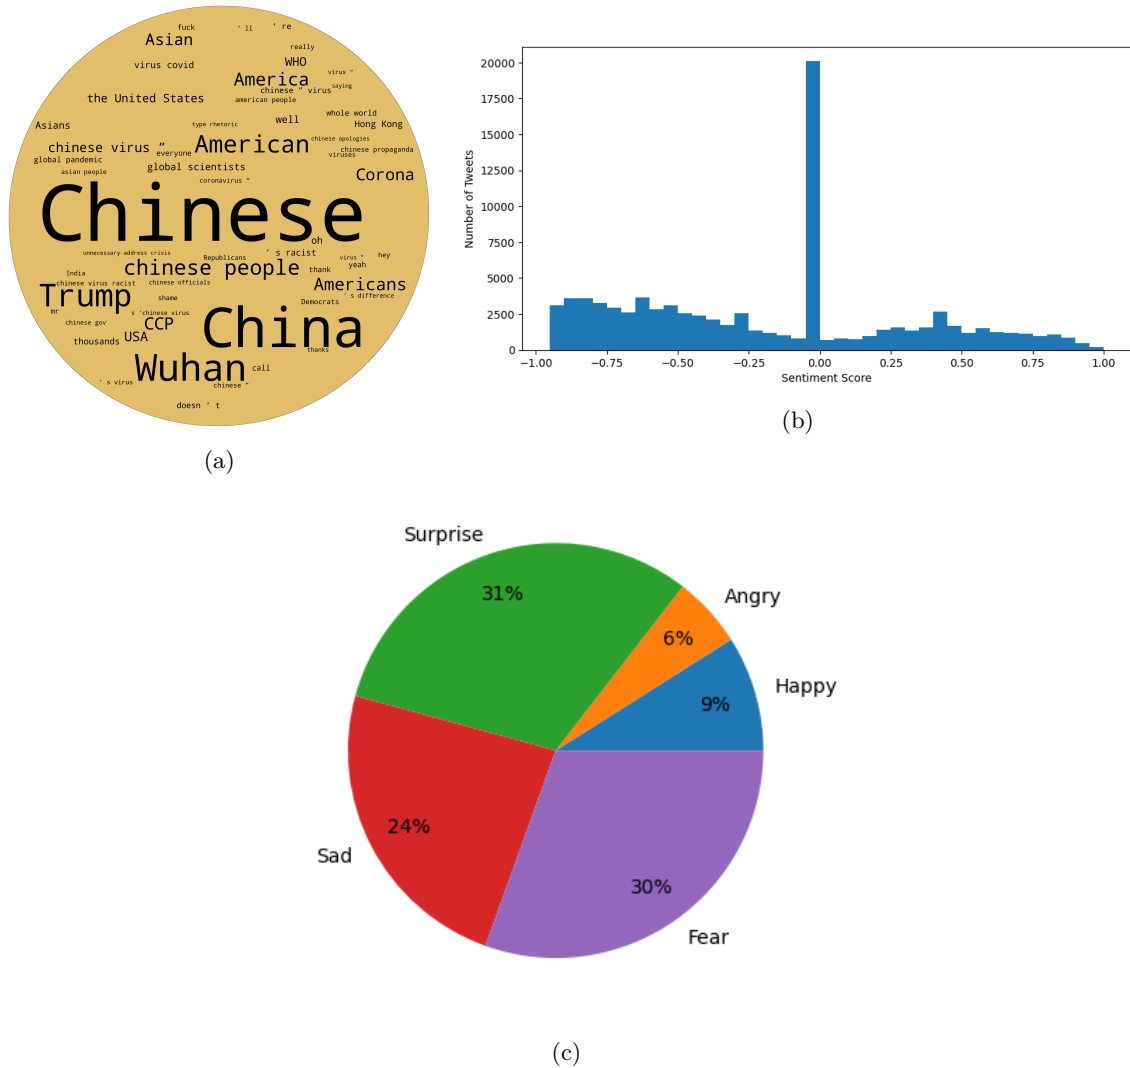 fuck
' ll
' re
Asian
really
virus covid
WHO
America
virus "
chinese " virus
saying
the United States
american people
whole world
Asians
type rhetoric
well
Hong Kong
chinese virus "
everyone
American
chinese apologies
chinese propaganda
viruses
global pandemic
asian people
global scientists
Corona
coronavirus "
Chinese
oh
unnecessary address crisis
Republicans
' s racist
virus "
hey
yeah
India
chinese people
thank
chinese virus racist
chinese officials
Americans
Trump
shame
Democrats
' s difference
mr
s 'chinese virus
chinese gov
CCP
USA
China
thousands
thanks
Wuhan
call
' s virus
chinese "
doesn ' t
(a)
20000
17500
15000
12500
10000
7500
5000
2500
0
Number of Tweets
−1.00 −0.75 −0.50 −0.25 0.00 0.25 0.50 0.75 1.00
Sentiment Score
(b)
Surprise
31%
Angry
6%
Happy
9%
24%
Sad
30%
Fear
(c)